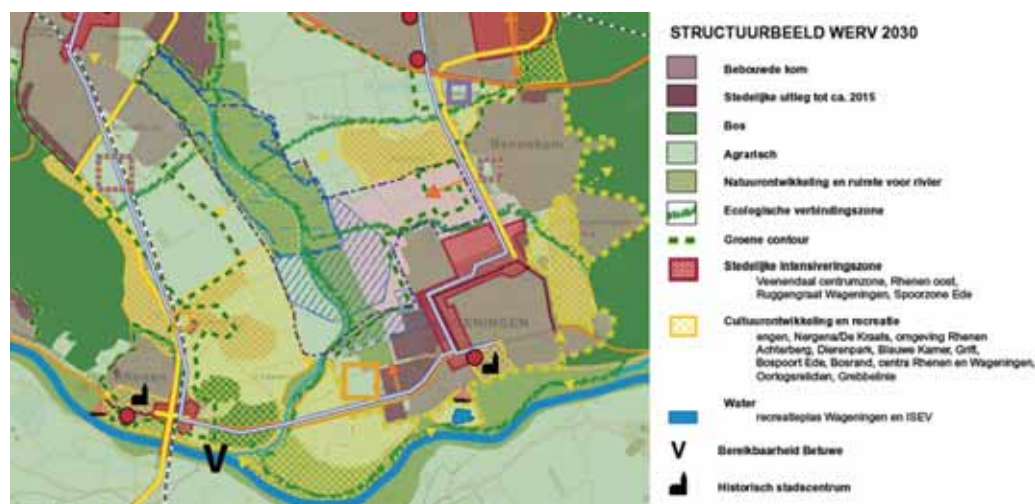 STRUCTUURBEELD WERV 2030
Bebouwde kom
Stedelijke uitleg tot ca. 2015
Bos
Agrarisch
Natuurontwikkeling en ruimte voor rivier
Ecologische verbindingszone
Groene contour
Stedelijke intensiveringszone
Veenendaal centrumzone, Rhenen oost,
Ruggengraat Wageningen, Spoorzone Ede
Cultuurontwikkeling en recreatie
engen, Nergena/De Kraats, omgeving Rhenen
Achterberg, Dierenpark, Blauwe Kamer, Grift,
Bospoort Ede, Bosrand, centra Rhenen en Wageningen,
Oorlogsrelicten, Grebbelinie
Water
recreatieplas Wageningen en ISEV
V
Bereikbaarheid Betuwe
Historisch stadscentrum
Bennekom
ENINGEN
Rhenen
V